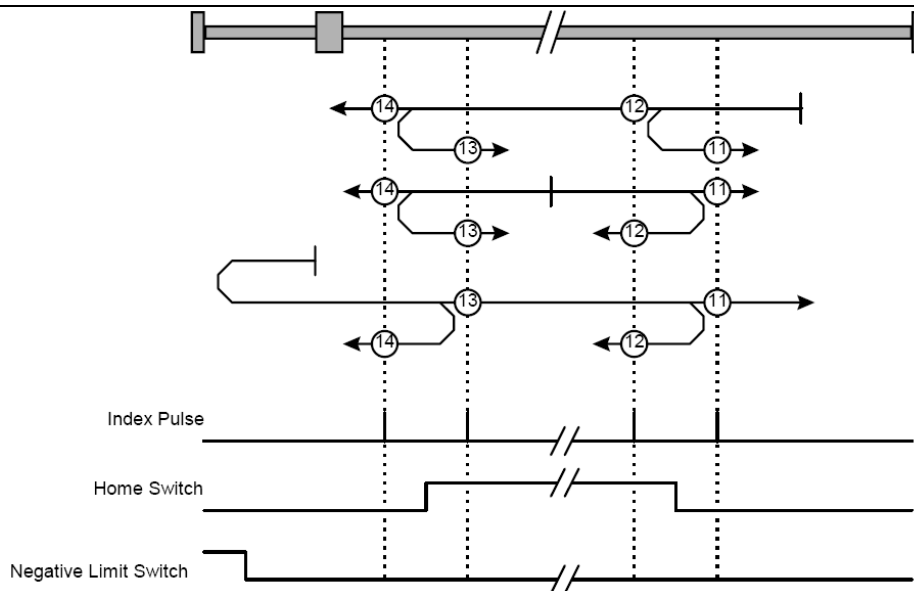 14 12
13 11
14 11
13 12
13 11
14 12
Index Pulse
Home Switch
Negative Limit Switch